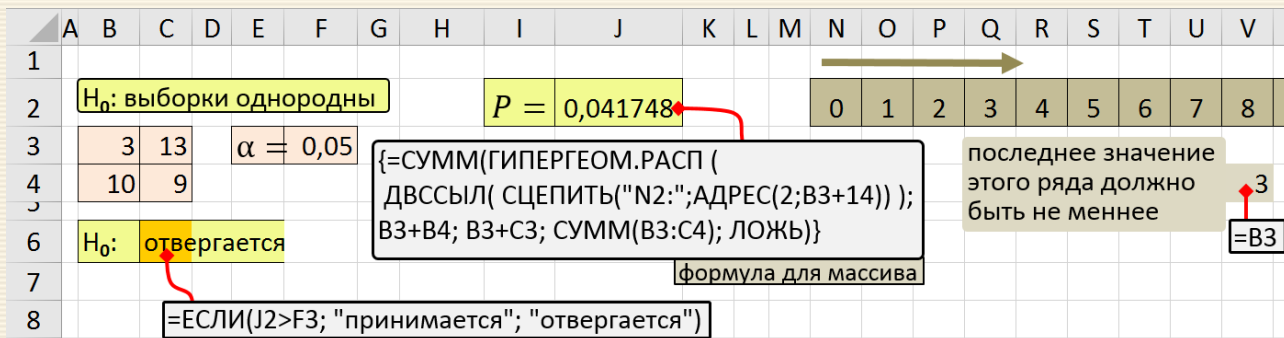 A B C D E F G H I J K L M N O P Q R S T U V
1
2 H₀: выборки однородны P = 0,041748 0 1 2 3 4 5 6 7 8
3 3 13 α = 0,05
4 10 9
{=СУММ(ГИПЕРГЕОМ.РАСП (
ДВССЫЛ( СЦЕПИТЬ("N2:";АДРЕС(2;B3+14)) );
B3+B4; B3+C3; СУММ(B3:C4); ЛОЖЬ)}
последнее значение
этого ряда должно
быть не меннее
3
=B3
5
6 H₀: отвергается
7 формула для массива
8 =ЕСЛИ(J2>F3; "принимается"; "отвергается")